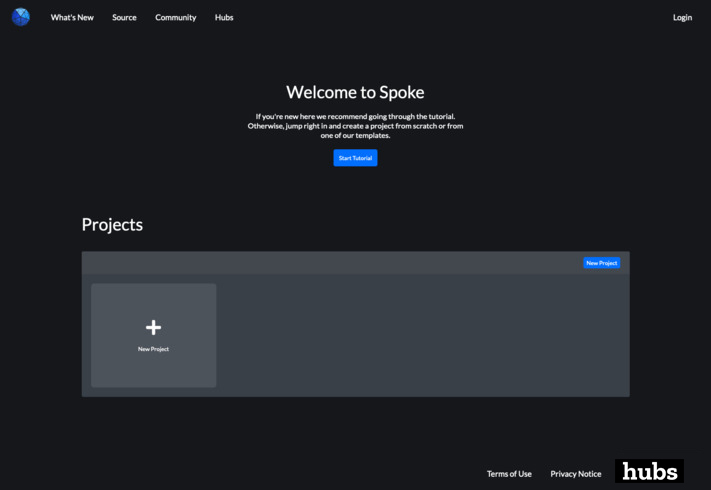 What's New
Source
Community
Hubs
Login
Welcome to Spoke
If you're new here we recommend going through the tutorial.
Otherwise, jump right in and create a project from scratch or from
one of our templates.
Start Tutorial
Projects
New Project
New Project
Terms of Use
Privacy Notice
hubs